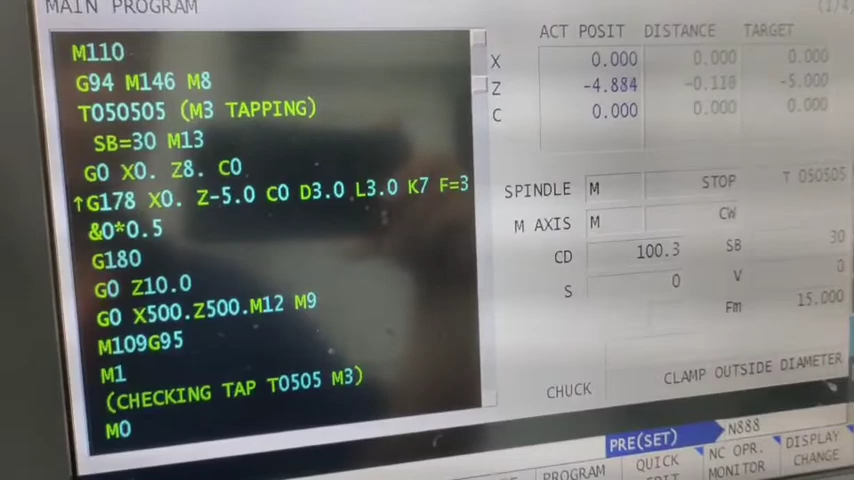 MAIN PROGRAM
(1/4)
M110
G94 M146 M8
T050505 (M3 TAPPING)
SB=30 M13
G0 X0. Z8. C0
↑G178 X0. Z-5.0 C0 D3.0 L3.0 K7 F=3
&0*0.5
G180
G0 Z10.0
G0 X500.Z500.M12 M9
M109G95
M1
(CHECKING TAP T0505 M3)
M0
ACT POSIT DISTANCE TARGET
X 0.000 0.000 0.000
Z -4.884 -0.110 -5.000
C 0.000 0.000 0.000
SPINDLE M STOP T 050505
M AXIS M CW
CD 100.3 SB 30
S 0 V 0
Fm 15.000
CHUCK CLAMP OUTSIDE DIAMETER
PRE(SET) N888
PROGRAM
QUICK
NC OPR. MONITOR
DISPLAY CHANGE